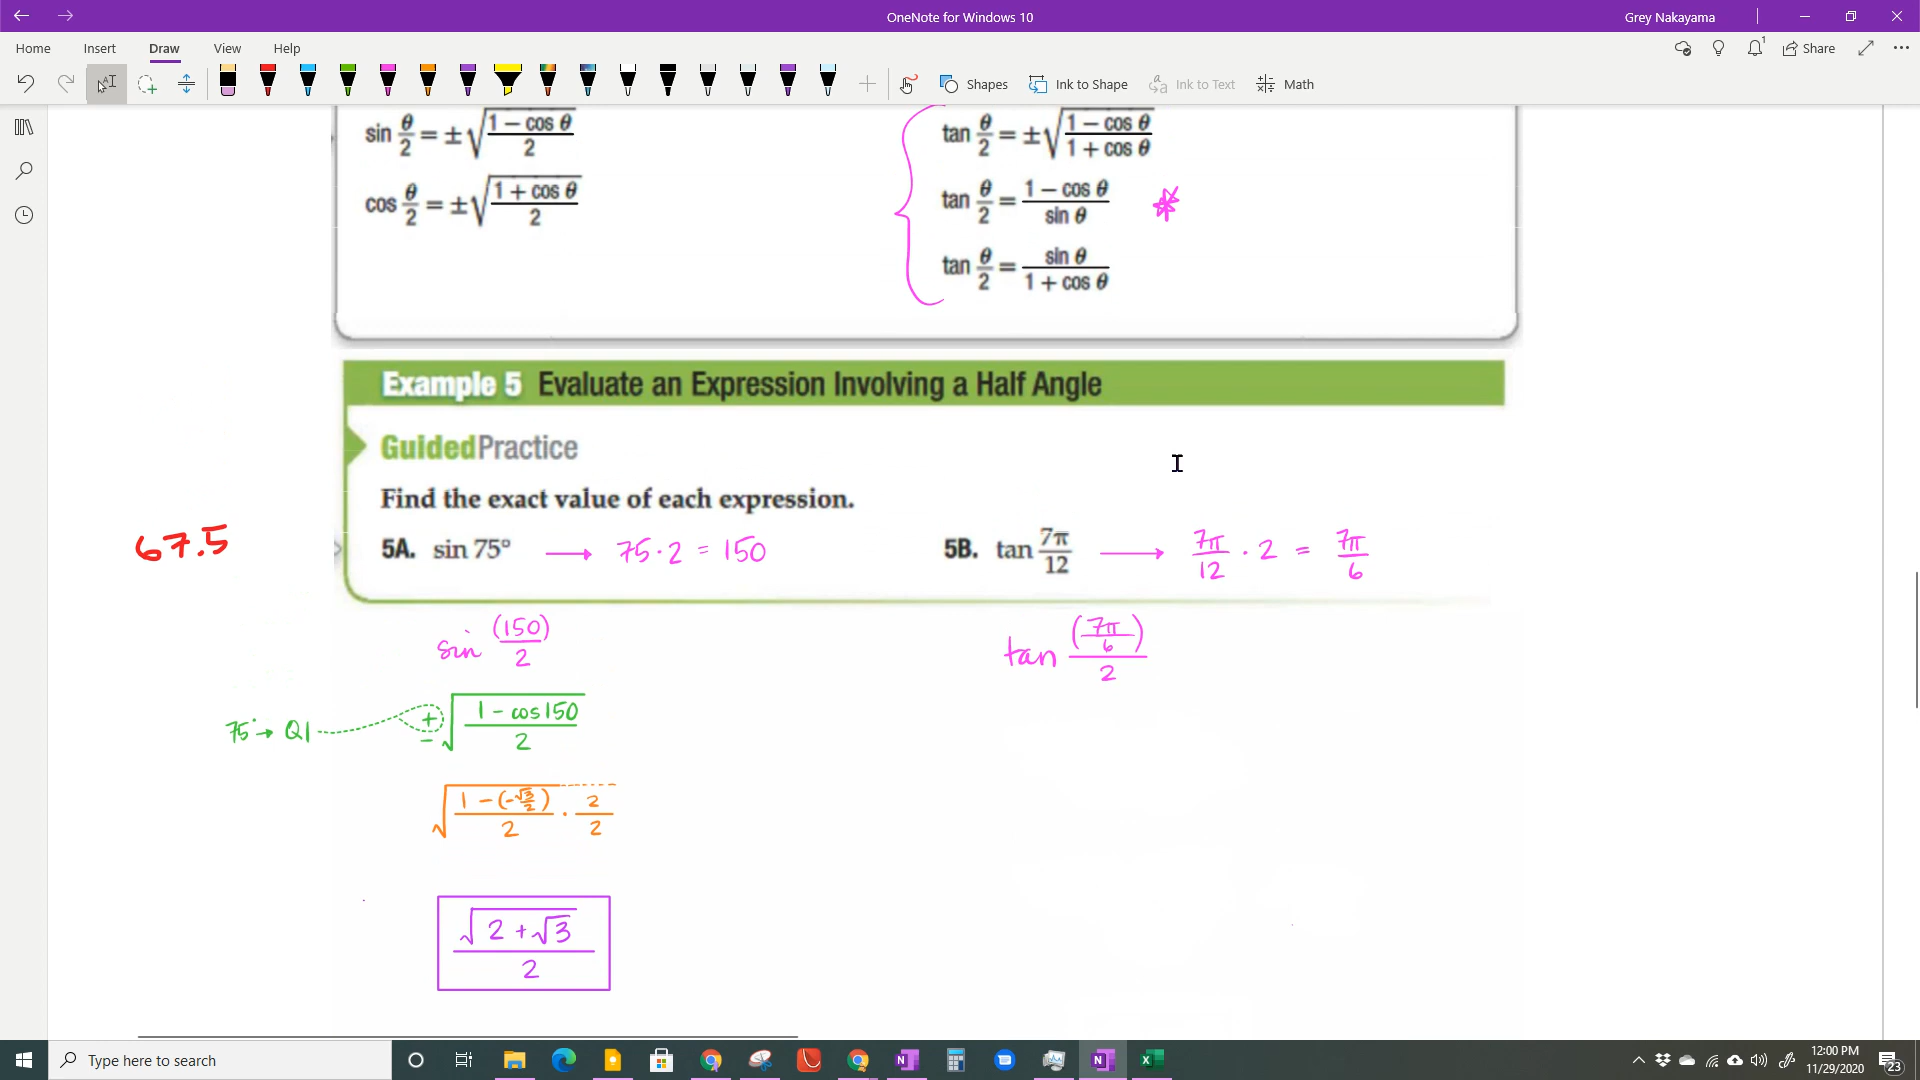 OneNote for Windows 10
Grey Nakayama
Home Insert Draw View Help
Share
Shapes Ink to Shape Ink to Text Math
sin θ/2 = ±√((1 − cos θ)/2)
cos θ/2 = ±√((1 + cos θ)/2)
tan θ/2 = ±√((1 − cos θ)/(1 + cos θ))
tan θ/2 = (1 − cos θ)/(sin θ) *
tan θ/2 = (sin θ)/(1 + cos θ)
Example 5 Evaluate an Expression Involving a Half Angle
GuidedPractice
Find the exact value of each expression.
67.5
5A. sin 75° → 75 · 2 = 150
5B. tan 7π/12 → 7π/12 · 2 = 7π/6
sin (150)/2
tan (7π/6)/2
75° → Q1
± √((1 − cos150)/2)
√((1 − (−√3/2))/2 · 2/2)
√(2 + √3)/2
Type here to search
12:00 PM
11/29/2020
23